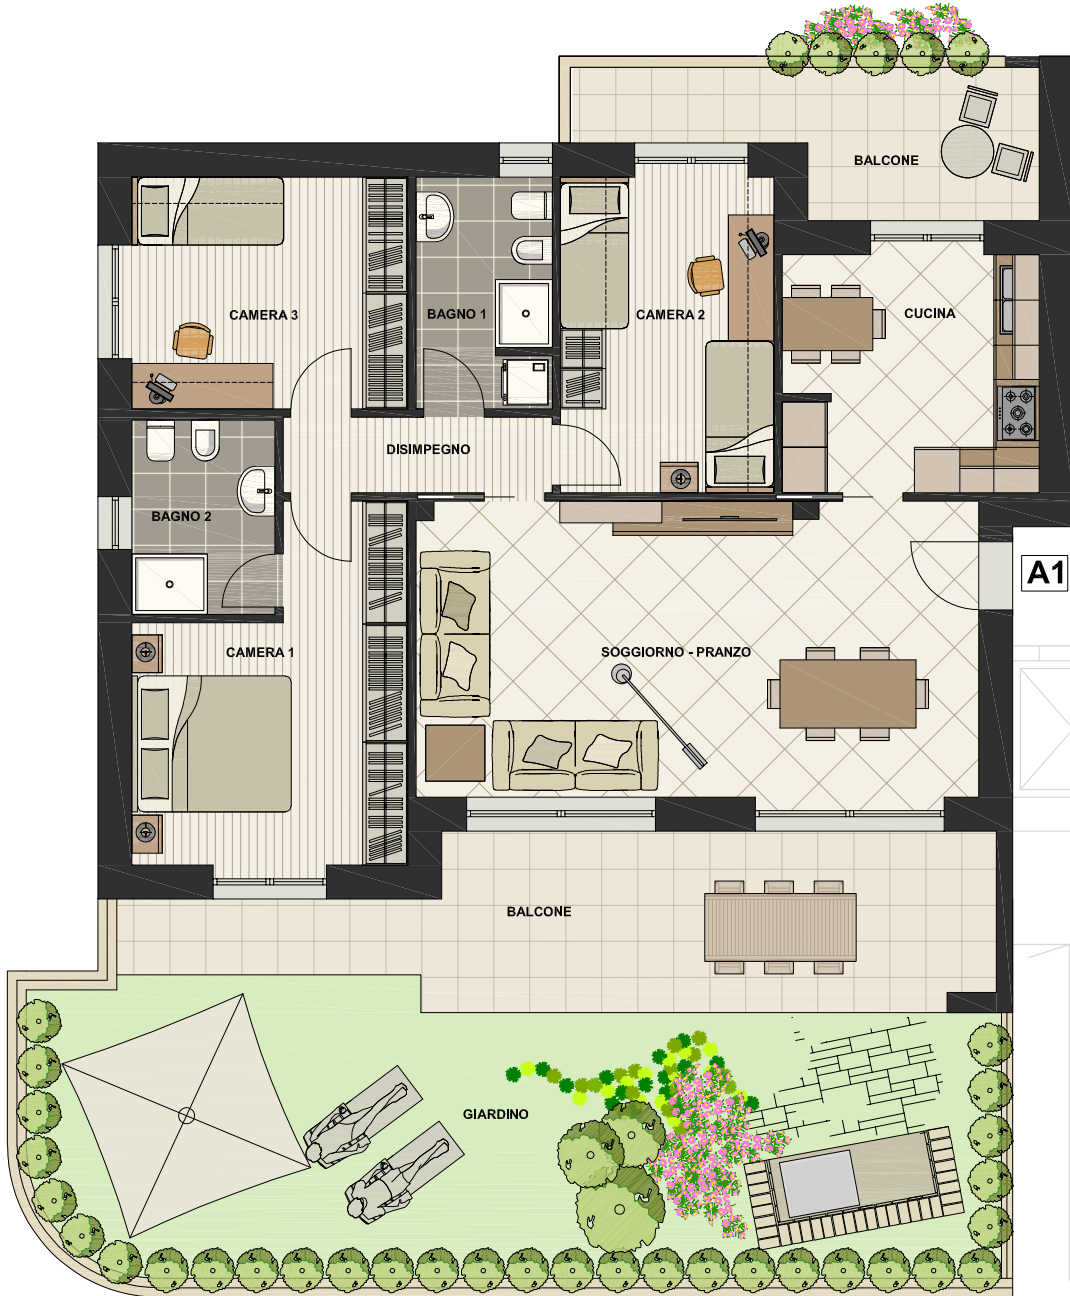 BALCONE
CAMERA 3
BAGNO 1
CAMERA 2
CUCINA
DISIMPEGNO
BAGNO 2
A1
CAMERA 1
SOGGIORNO - PRANZO
BALCONE
GIARDINO